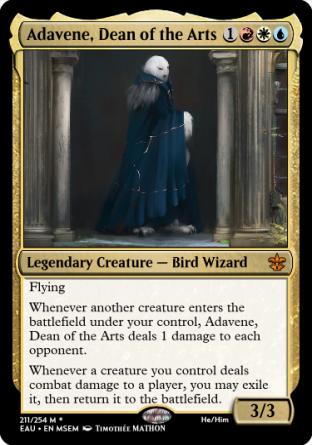 Adavene, Dean of the Arts 1
Legendary Creature — Bird Wizard
Flying
Whenever another creature enters the
battlefield under your control, Adavene,
Dean of the Arts deals 1 damage to each
opponent.
Whenever a creature you control deals
combat damage to a player, you may exile
it, then return it to the battlefield.
3/3
211/254 M * He/Him
EAU • EN MSEM Timothée MATHON